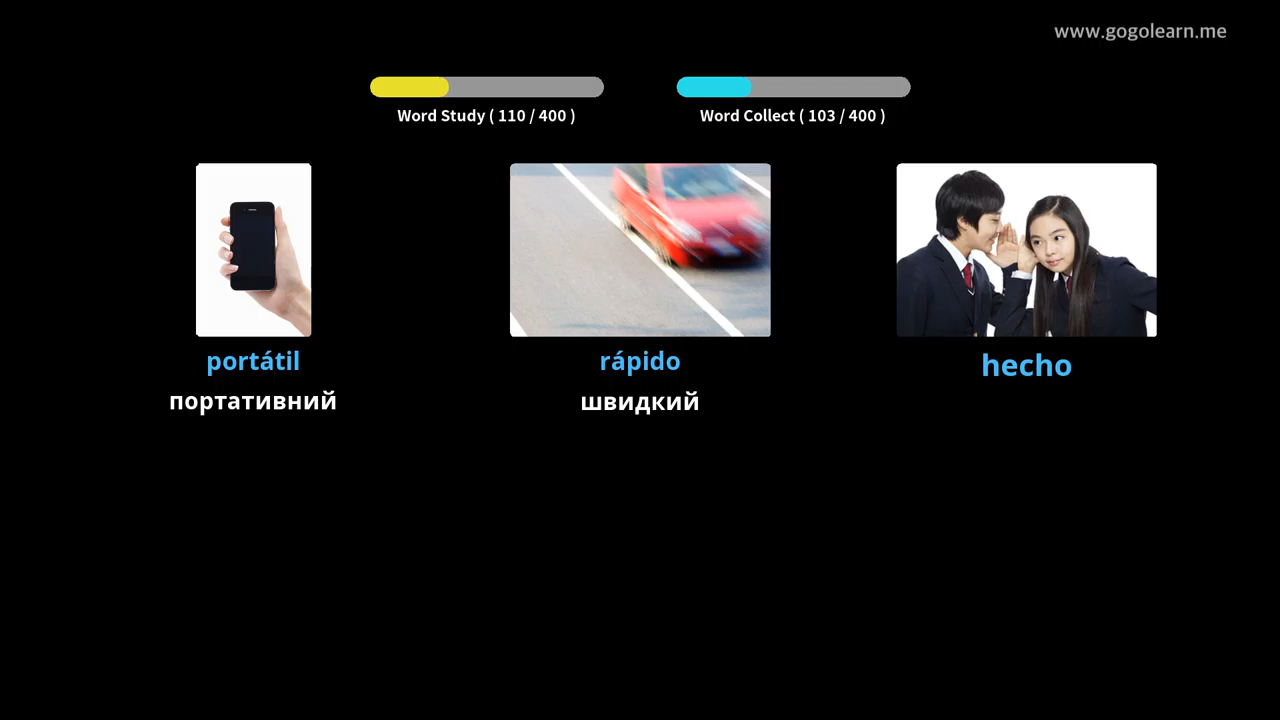 www.gogolearn.me
Word Study ( 110 / 400 )
Word Collect ( 103 / 400 )
portátil
rápido
hecho
портативний
швидкий